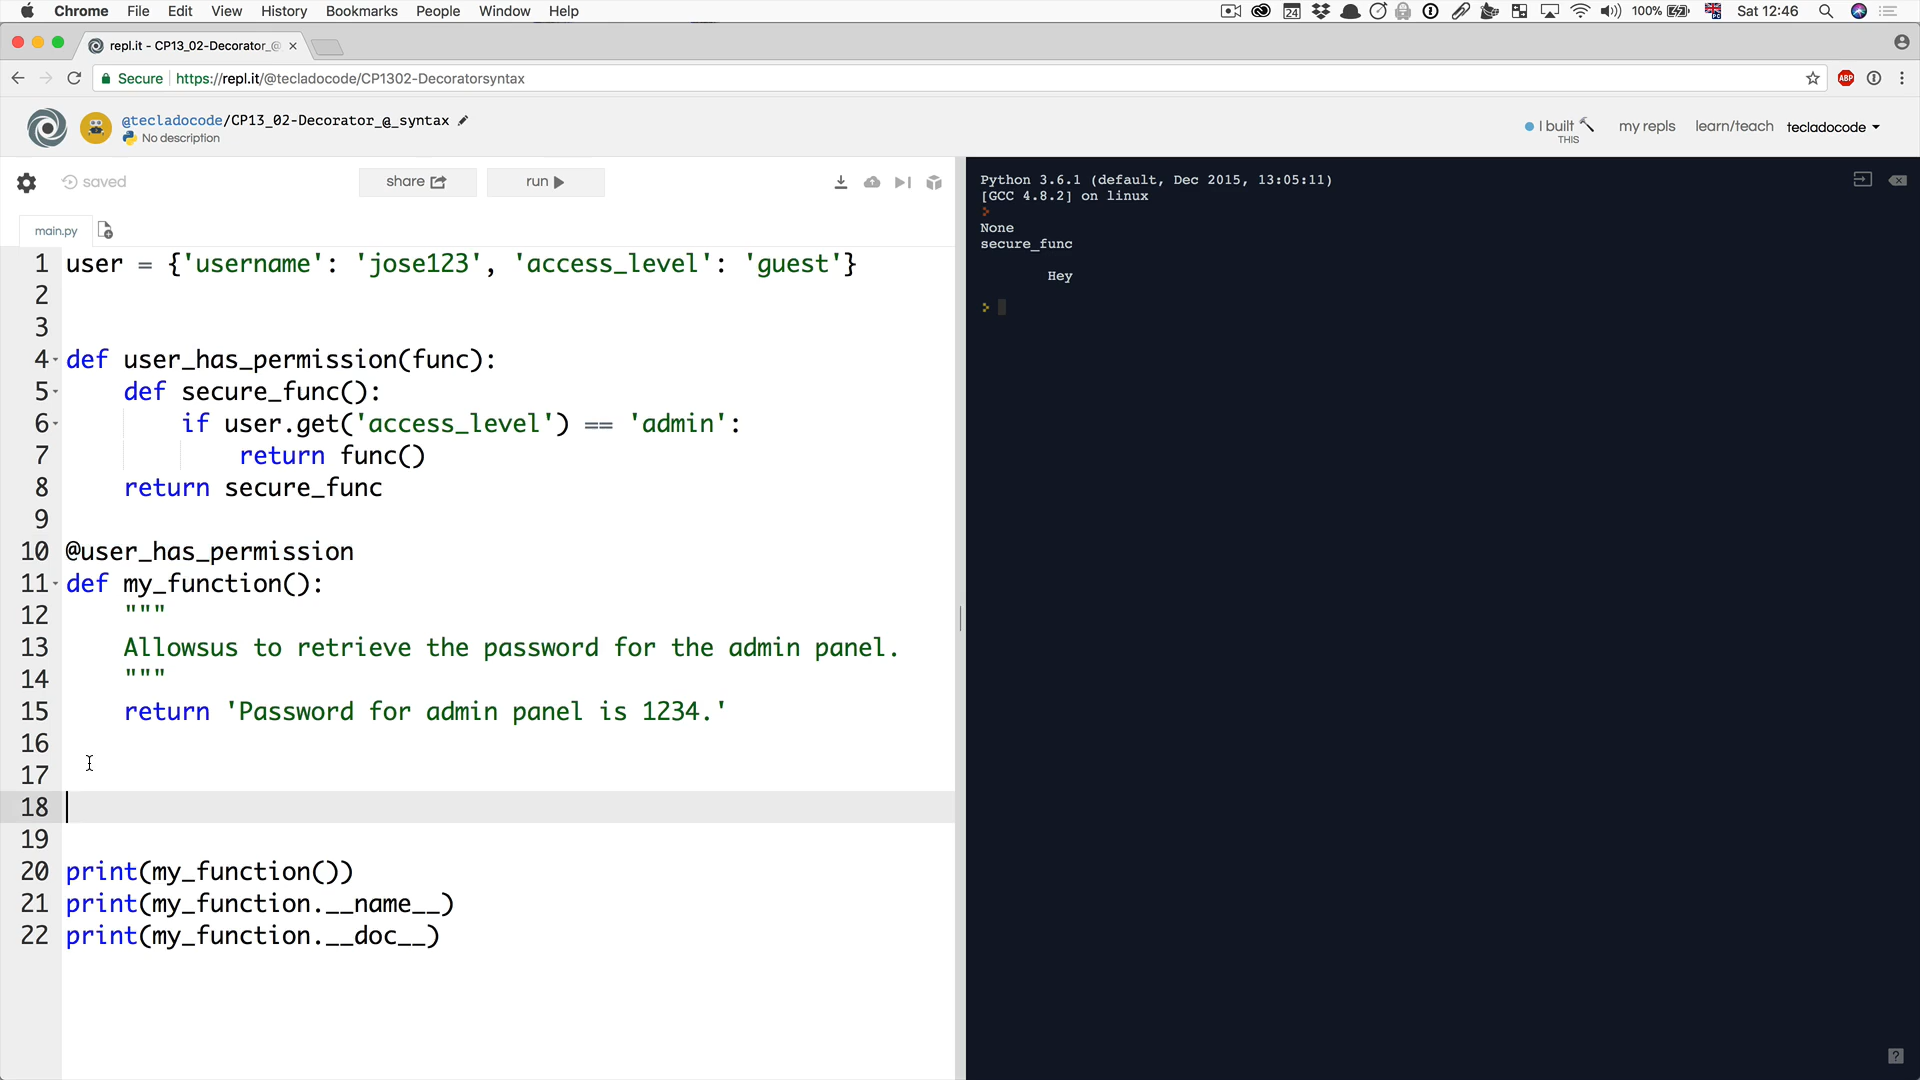 Chrome File Edit View History Bookmarks People Window Help
24 100% Sat 12:46
repl.it - CP13_02-Decorator_@
Secure https://repl.it/@tecladocode/CP1302-Decoratorsyntax
ABP
@tecladocode/CP13_02-Decorator_@_syntax
No description
I built
THIS
my repls learn/teach tecladocode
saved share run
main.py
1 user = {'username': 'jose123', 'access_level': 'guest'}
2
3
4 def user_has_permission(func):
5 def secure_func():
6 if user.get('access_level') == 'admin':
7 return func()
8 return secure_func
9
10 @user_has_permission
11 def my_function():
12 """
13 Allowsus to retrieve the password for the admin panel.
14 """
15 return 'Password for admin panel is 1234.'
16
17
18
19
20 print(my_function())
21 print(my_function.__name__)
22 print(my_function.__doc__)
Python 3.6.1 (default, Dec 2015, 13:05:11)
[GCC 4.8.2] on linux
None
secure_func
Hey
?